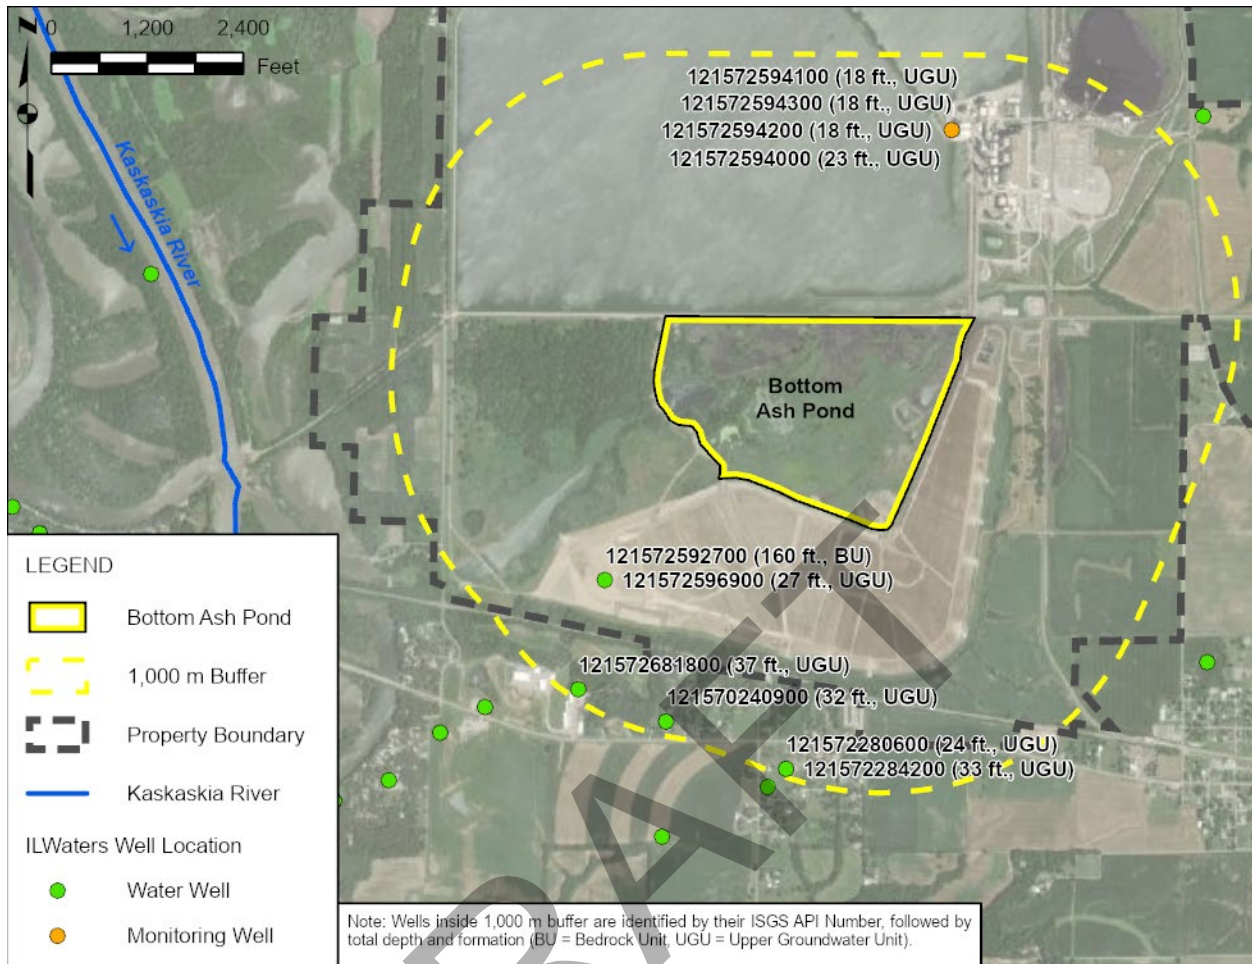 N
0 1,200 2,400
Feet
Kaskaskia River
121572594100 (18 ft., UGU)
121572594300 (18 ft., UGU)
121572594200 (18 ft., UGU)
121572594000 (23 ft., UGU)
Bottom
Ash Pond
121572592700 (160 ft., BU)
121572596900 (27 ft., UGU)
121572681800 (37 ft., UGU)
121570240900 (32 ft., UGU)
121572280600 (24 ft., UGU)
121572284200 (33 ft., UGU)
LEGEND
Bottom Ash Pond
1,000 m Buffer
Property Boundary
Kaskaskia River
ILWaters Well Location
Water Well
Monitoring Well
Note: Wells inside 1,000 m buffer are identified by their ISGS API Number, followed by
total depth and formation (BU = Bedrock Unit, UGU = Upper Groundwater Unit).
DRAFT